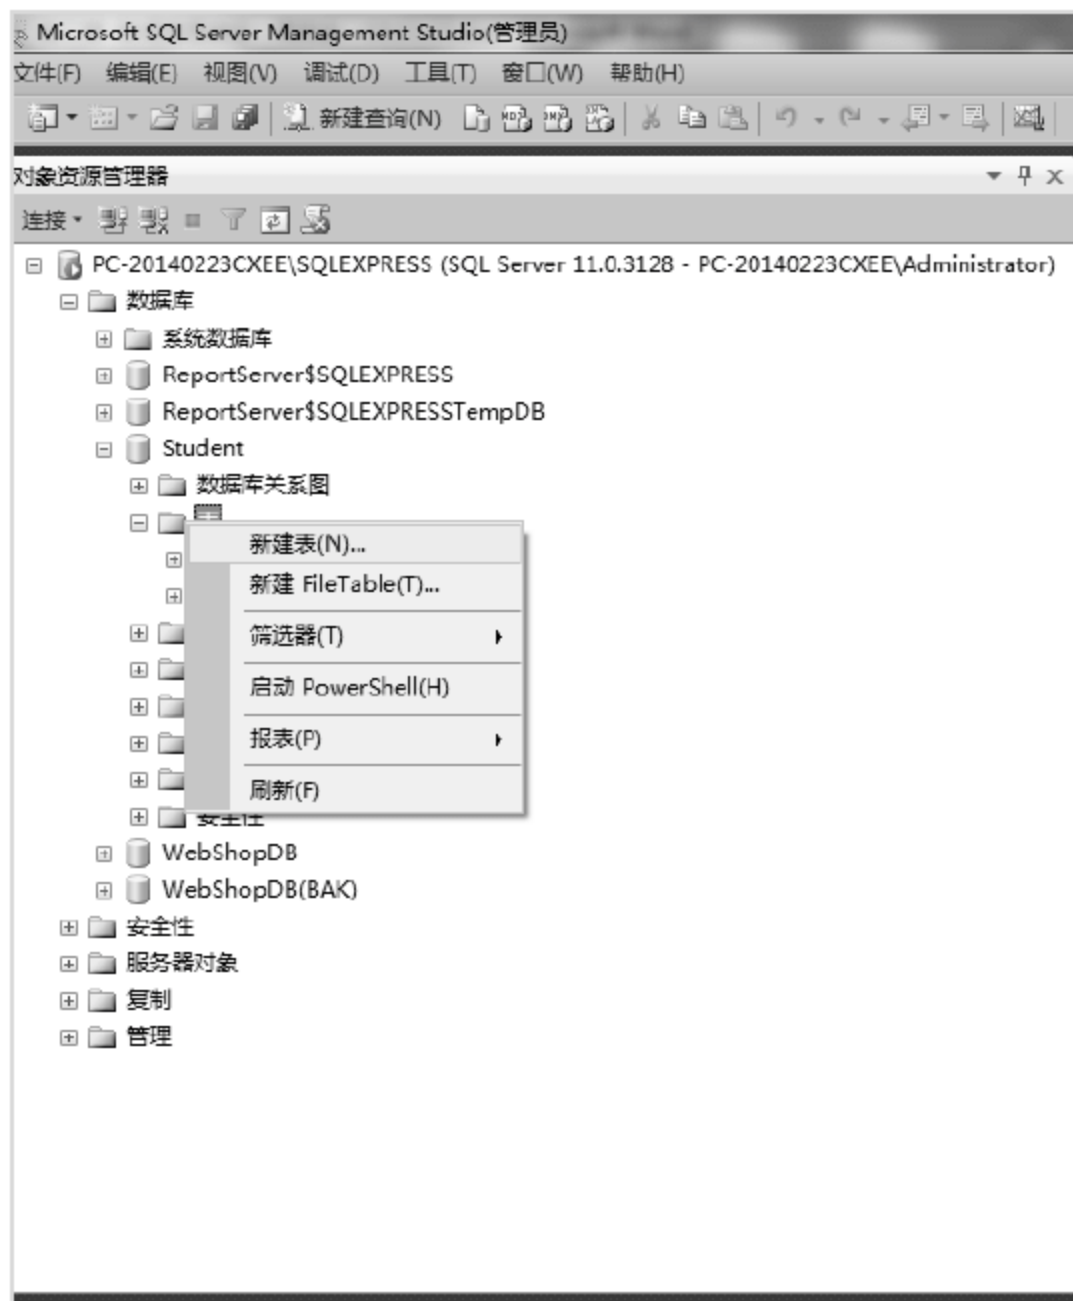 Microsoft SQL Server Management Studio(管理员)
文件(F) 编辑(E) 视图(V) 调试(D) 工具(T) 窗口(W) 帮助(H)
新建查询(N)
对象资源管理器
连接
PC-20140223CXEE\SQLEXPRESS (SQL Server 11.0.3128 - PC-20140223CXEE\Administrator)
数据库
系统数据库
ReportServer$SQLEXPRESS
ReportServer$SQLEXPRESSTempDB
Student
数据库关系图
新建表(N)...
新建 FileTable(T)...
筛选器(T)
启动 PowerShell(H)
报表(P)
刷新(F)
安全性
WebShopDB
WebShopDB(BAK)
安全性
服务器对象
复制
管理